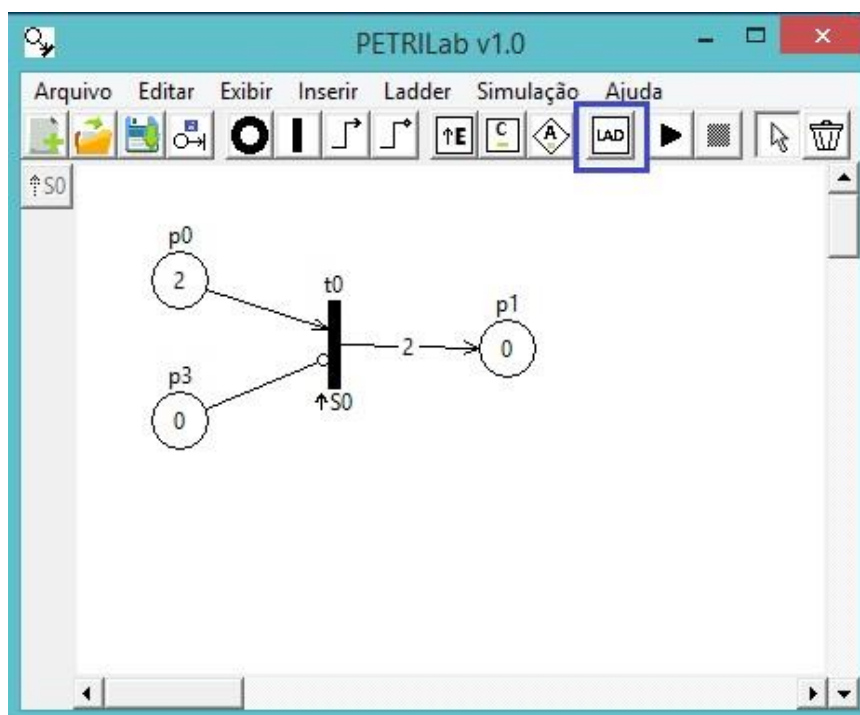 PETRILab v1.0
Arquivo Editar Exibir Inserir Ladder Simulação Ajuda
↑E C A LAD
↑S0
p0
2
t0
p1
2
0
p3
0
↑S0